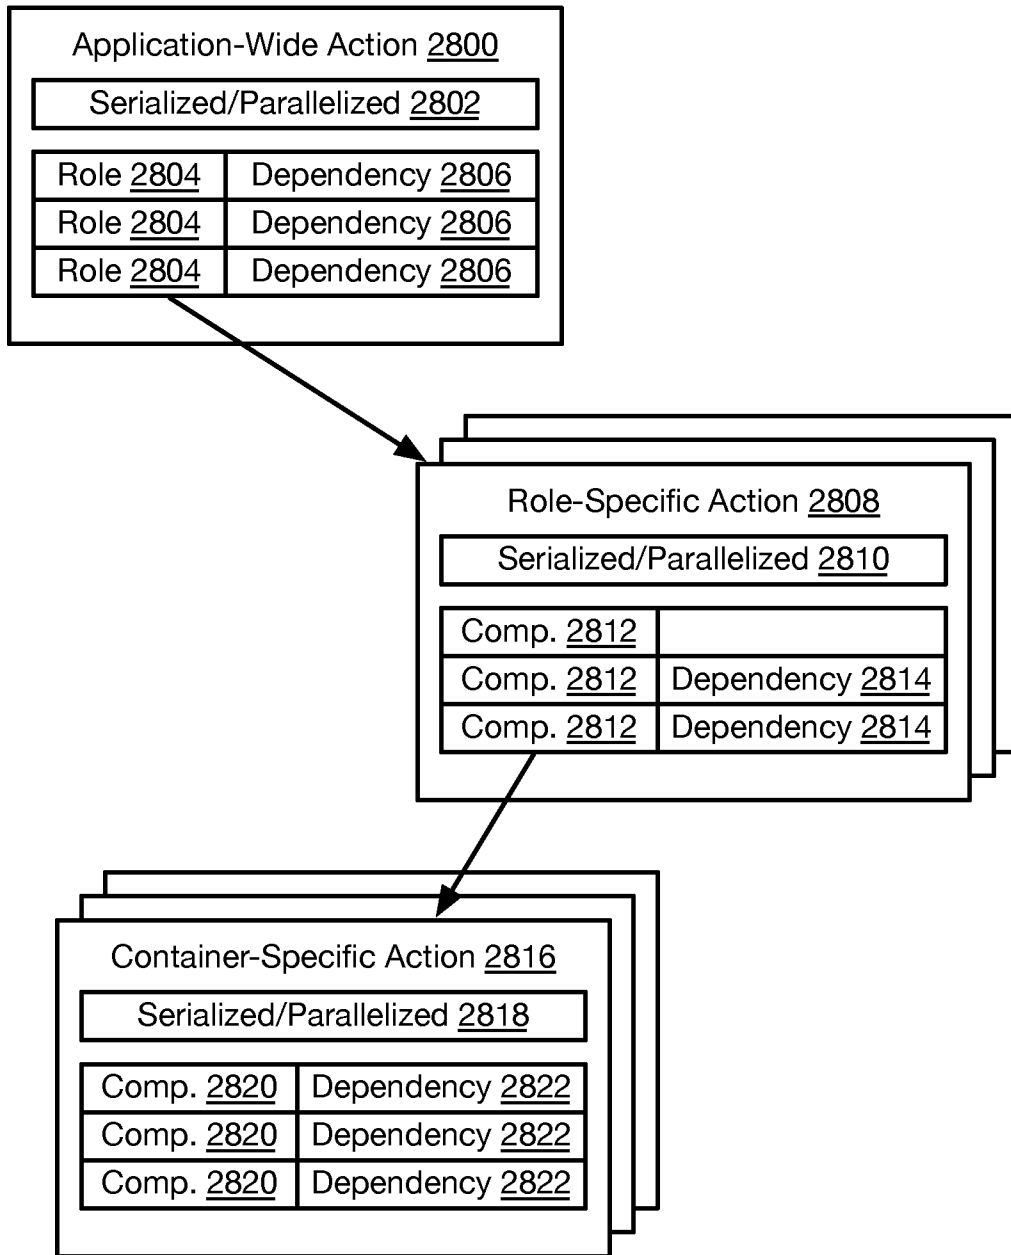 Application-Wide Action 2800
Serialized/Parallelized 2802
Role 2804 Dependency 2806
Role 2804 Dependency 2806
Role 2804 Dependency 2806
Role-Specific Action 2808
Serialized/Parallelized 2810
Comp. 2812
Comp. 2812 Dependency 2814
Comp. 2812 Dependency 2814
Container-Specific Action 2816
Serialized/Parallelized 2818
Comp. 2820 Dependency 2822
Comp. 2820 Dependency 2822
Comp. 2820 Dependency 2822